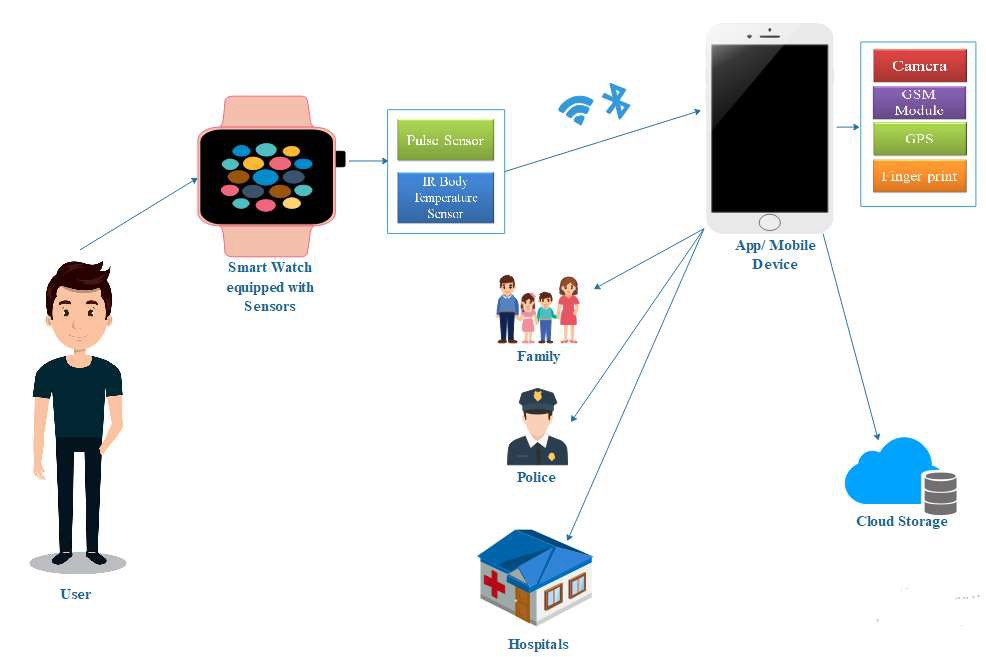 Camera
GSM
Module
GPS
Finger print
Pulse Sensor
IR Body
Temperature
Sensor
App/ Mobile
Device
Smart Watch
equipped with
Sensors
Family
Police
Cloud Storage
User
Hospitals